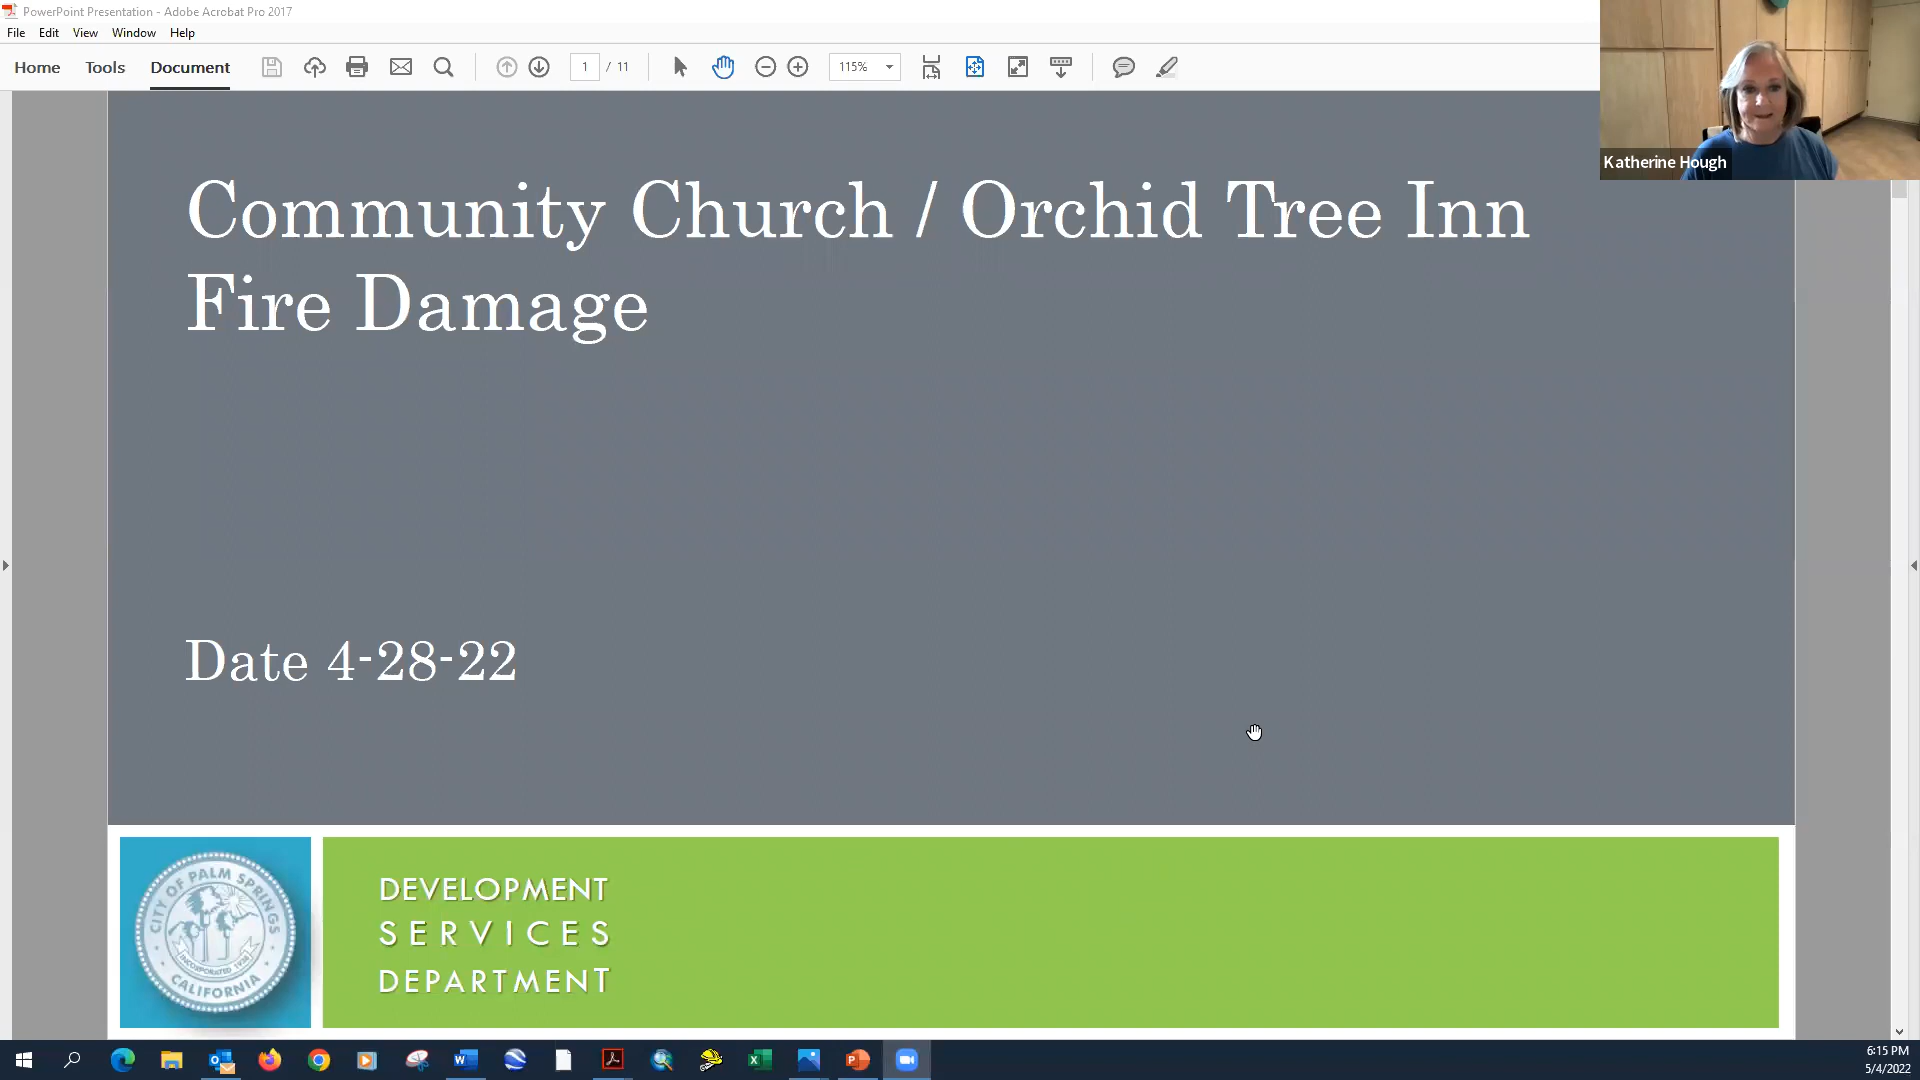 PowerPoint Presentation - Adobe Acrobat Pro 2017
File Edit View Window Help
Home Tools Document 1 / 11 115%
Katherine Hough
Community Church / Orchid Tree Inn
Fire Damage
Date 4-28-22
CITY OF PALM SPRINGS
INCORPORATED 1938
CALIFORNIA
DEVELOPMENT
SERVICES
DEPARTMENT
6:15 PM
5/4/2022